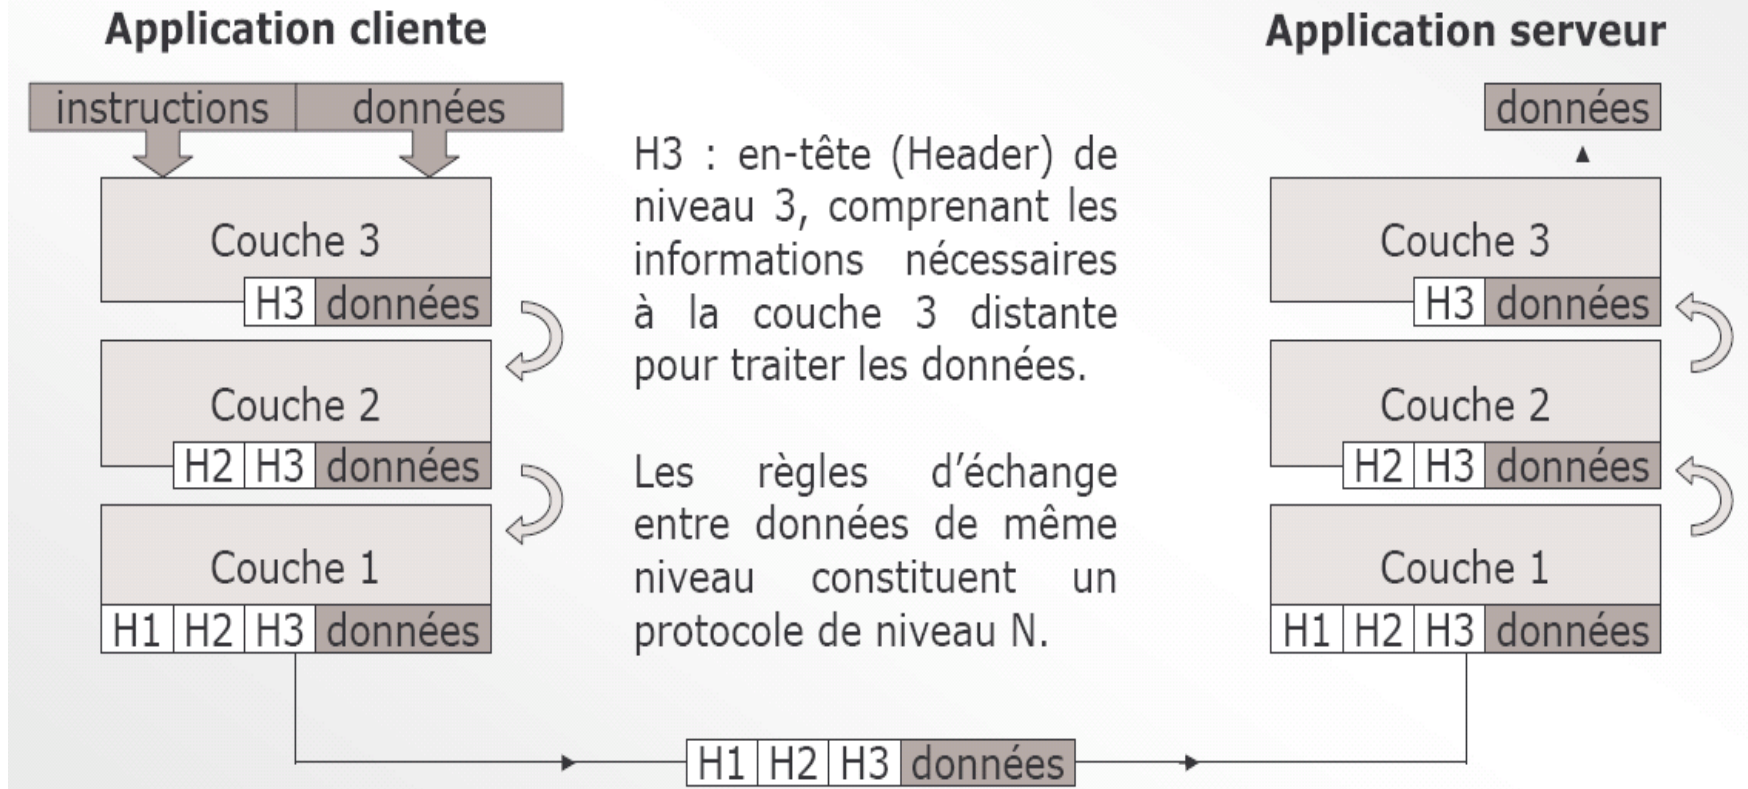 Application cliente
instructions données
Couche 3
H3 données
Couche 2
H2 H3 données
Couche 1
H1 H2 H3 données
H3 : en-tête (Header) de
niveau 3, comprenant les
informations nécessaires
à la couche 3 distante
pour traiter les données.
Les règles d’échange
entre données de même
niveau constituent un
protocole de niveau N.
H1 H2 H3 données
Application serveur
données
Couche 3
H3 données
Couche 2
H2 H3 données
Couche 1
H1 H2 H3 données